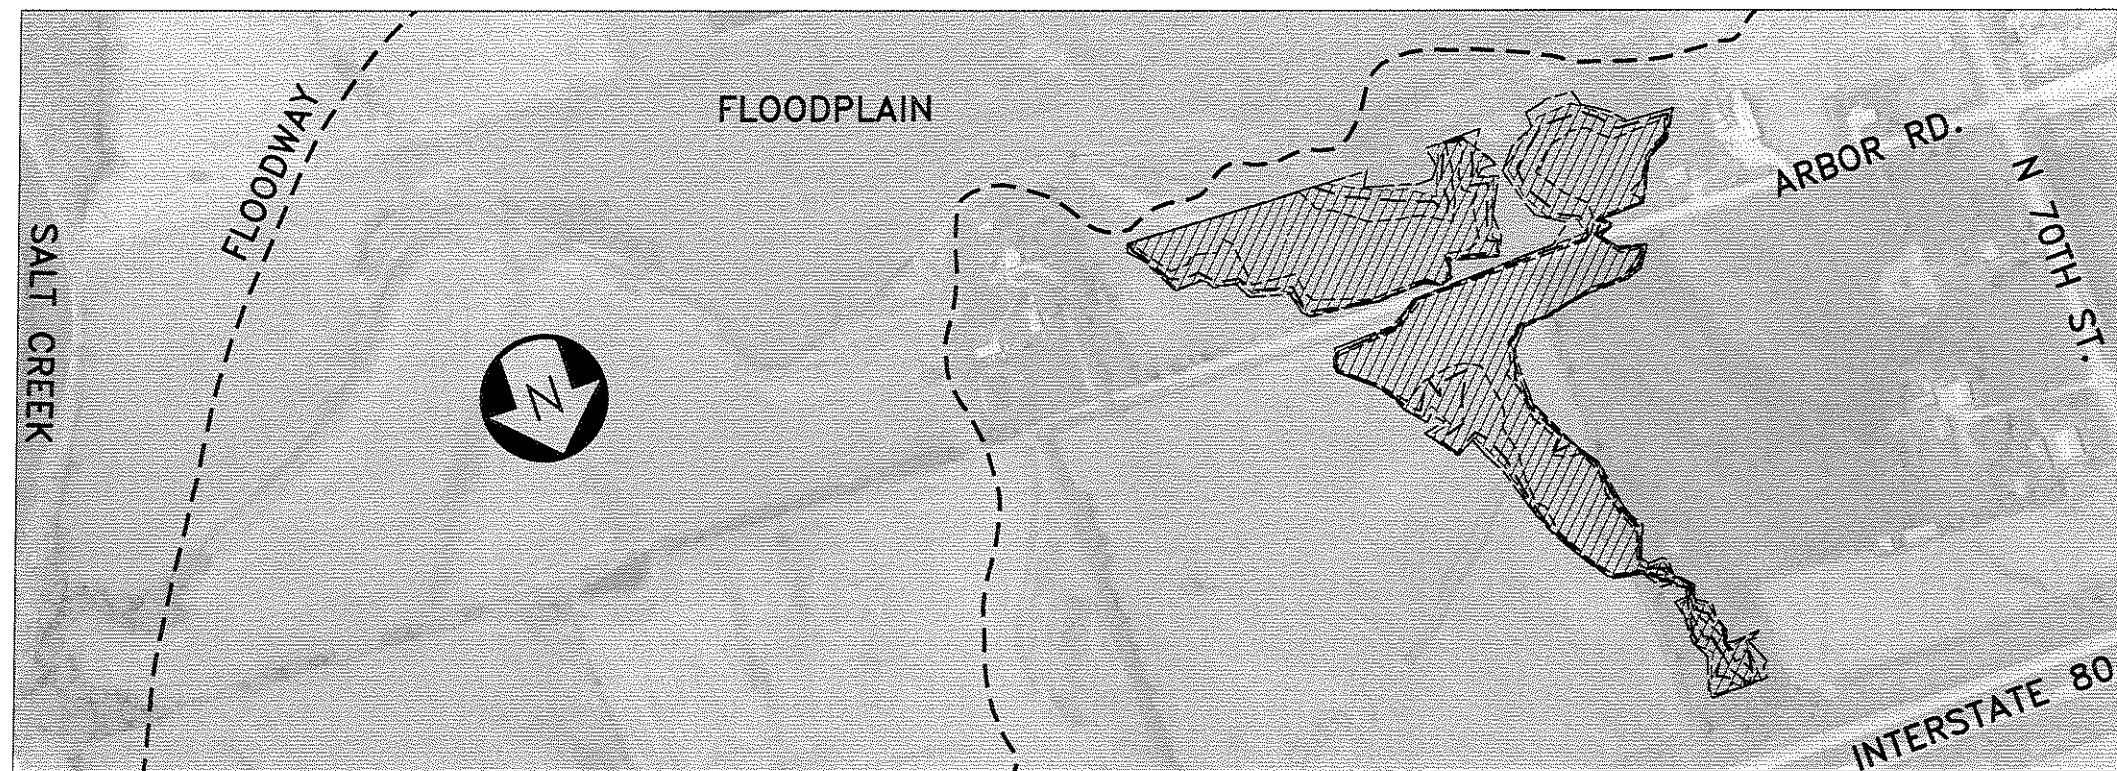 FLOODPLAIN
FLOODWAY
ARBOR RD.
N 70TH ST.
SALT CREEK
N
INTERSTATE 80